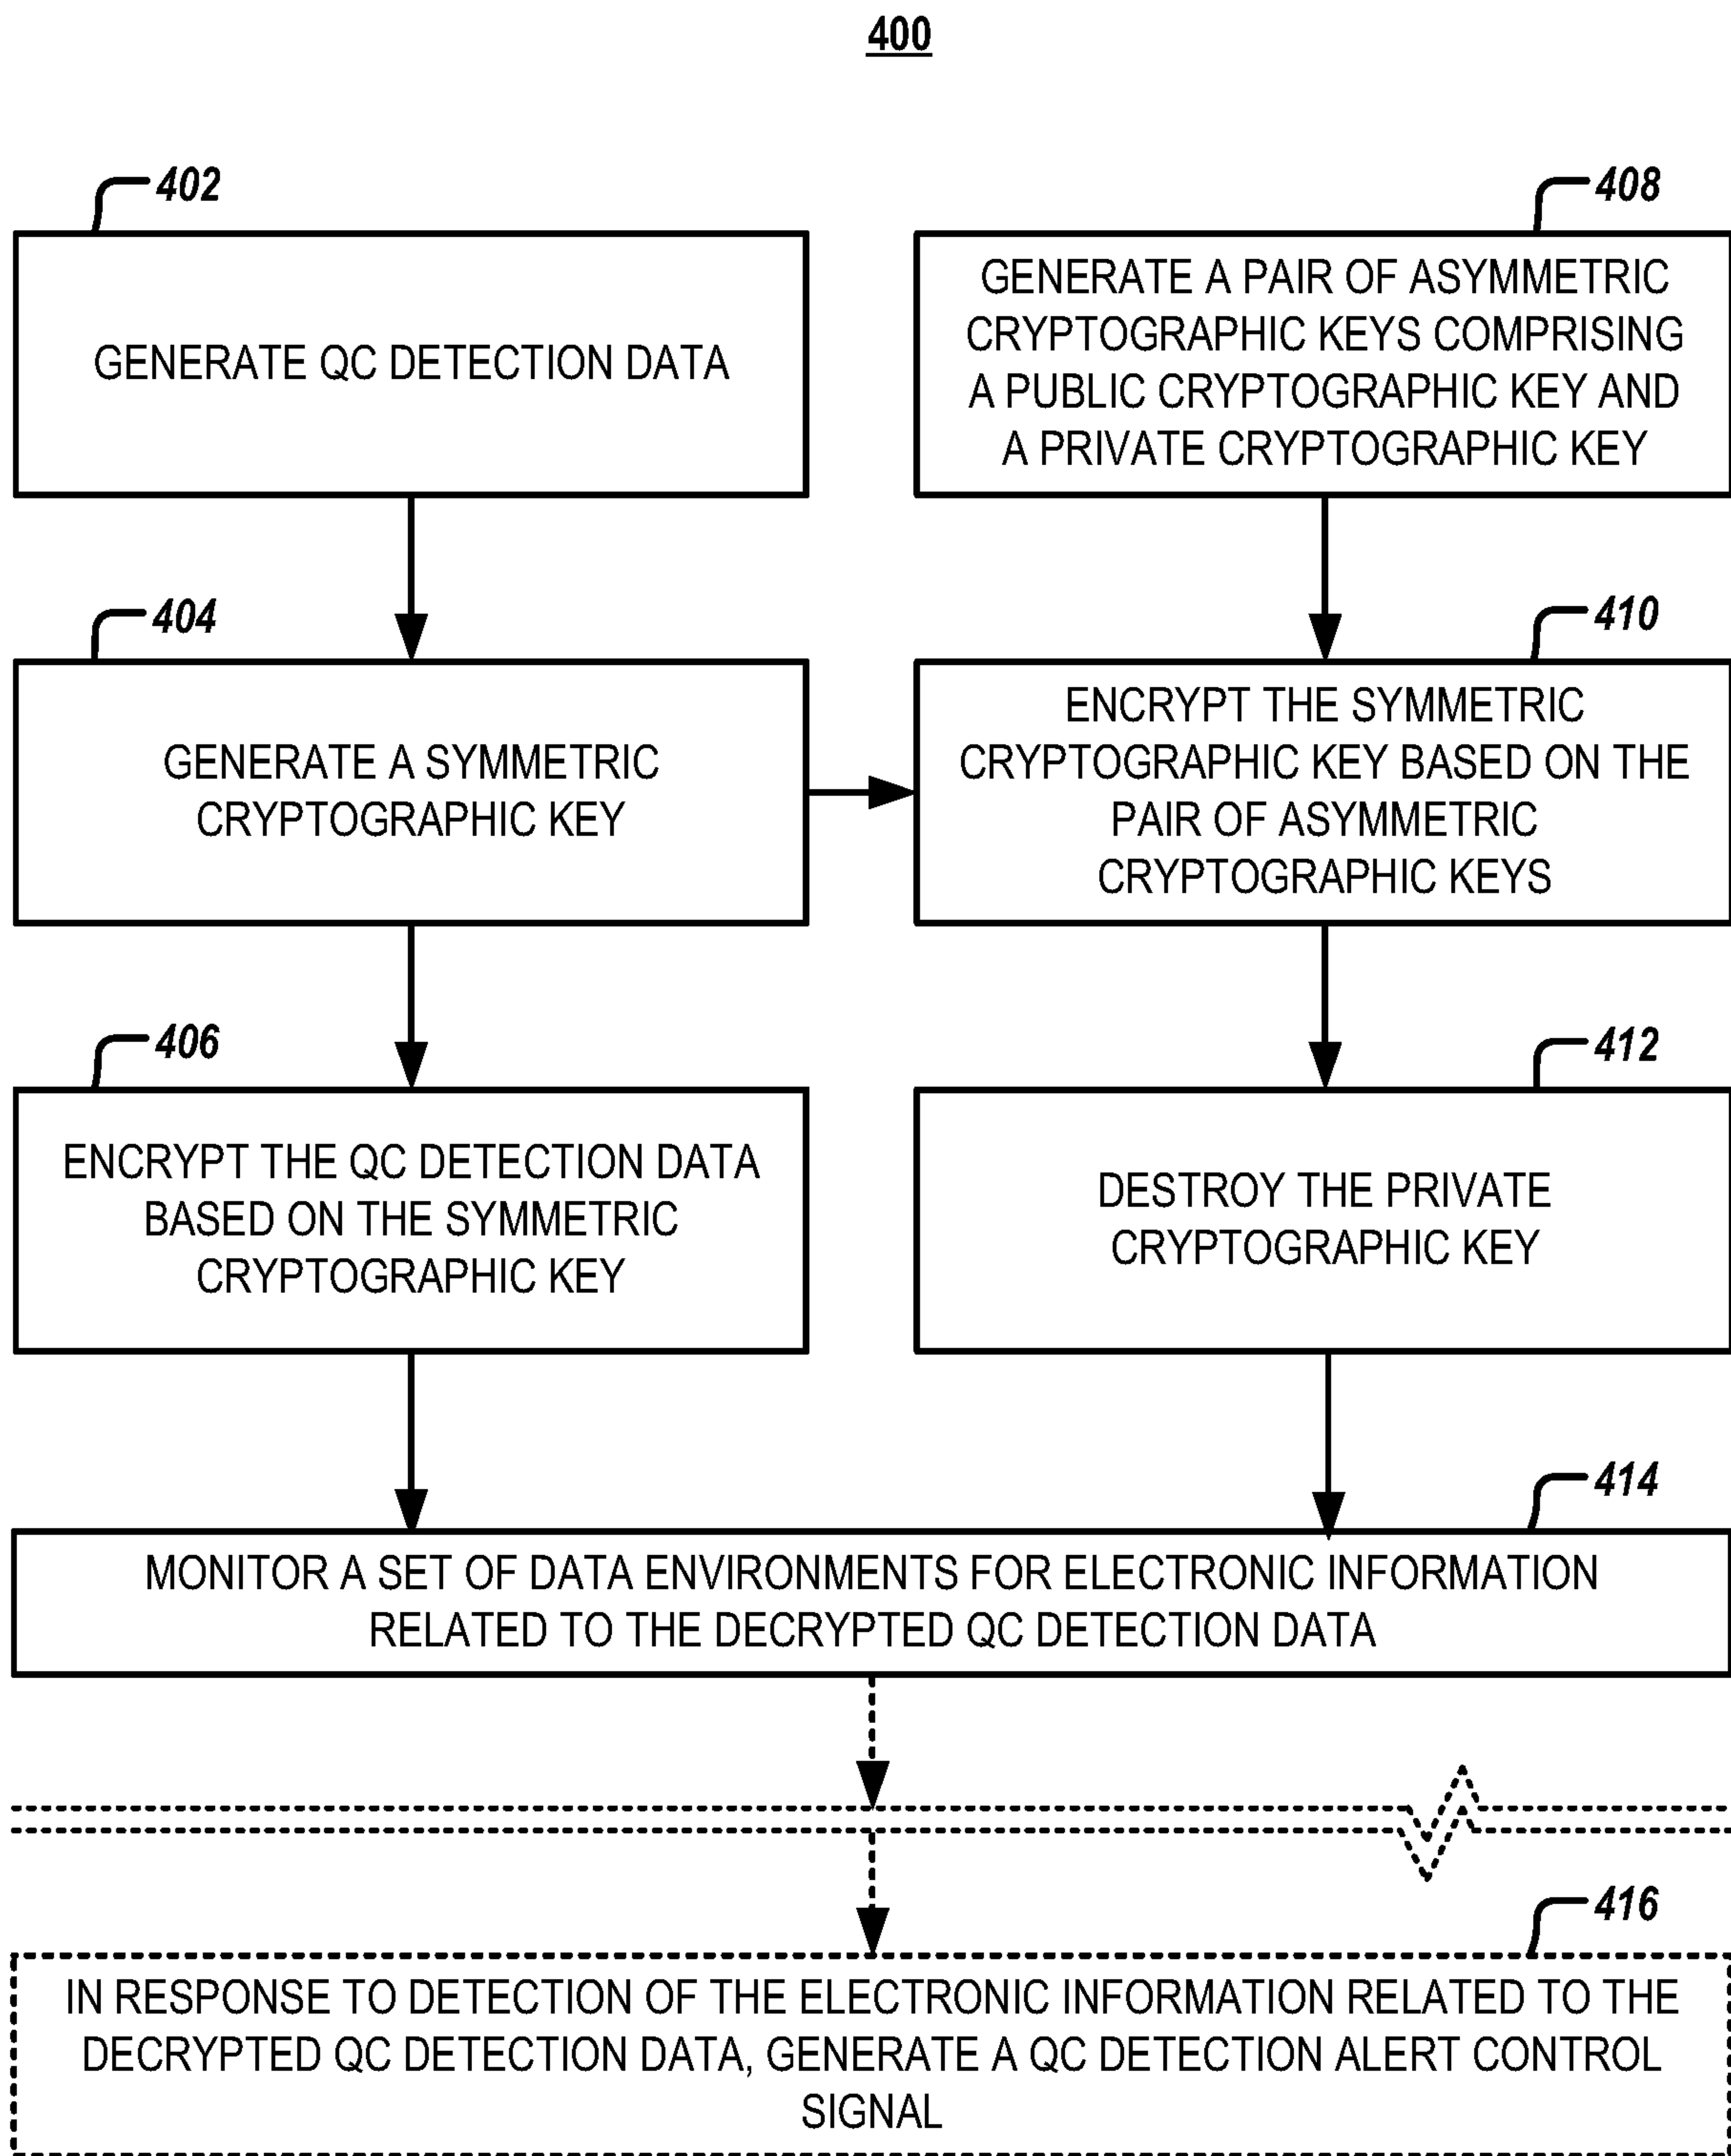 400
402
GENERATE QC DETECTION DATA
408
GENERATE A PAIR OF ASYMMETRIC
CRYPTOGRAPHIC KEYS COMPRISING
A PUBLIC CRYPTOGRAPHIC KEY AND
A PRIVATE CRYPTOGRAPHIC KEY
404
GENERATE A SYMMETRIC
CRYPTOGRAPHIC KEY
410
ENCRYPT THE SYMMETRIC
CRYPTOGRAPHIC KEY BASED ON THE
PAIR OF ASYMMETRIC
CRYPTOGRAPHIC KEYS
406
ENCRYPT THE QC DETECTION DATA
BASED ON THE SYMMETRIC
CRYPTOGRAPHIC KEY
412
DESTROY THE PRIVATE
CRYPTOGRAPHIC KEY
414
MONITOR A SET OF DATA ENVIRONMENTS FOR ELECTRONIC INFORMATION
RELATED TO THE DECRYPTED QC DETECTION DATA
416
IN RESPONSE TO DETECTION OF THE ELECTRONIC INFORMATION RELATED TO THE
DECRYPTED QC DETECTION DATA, GENERATE A QC DETECTION ALERT CONTROL
SIGNAL